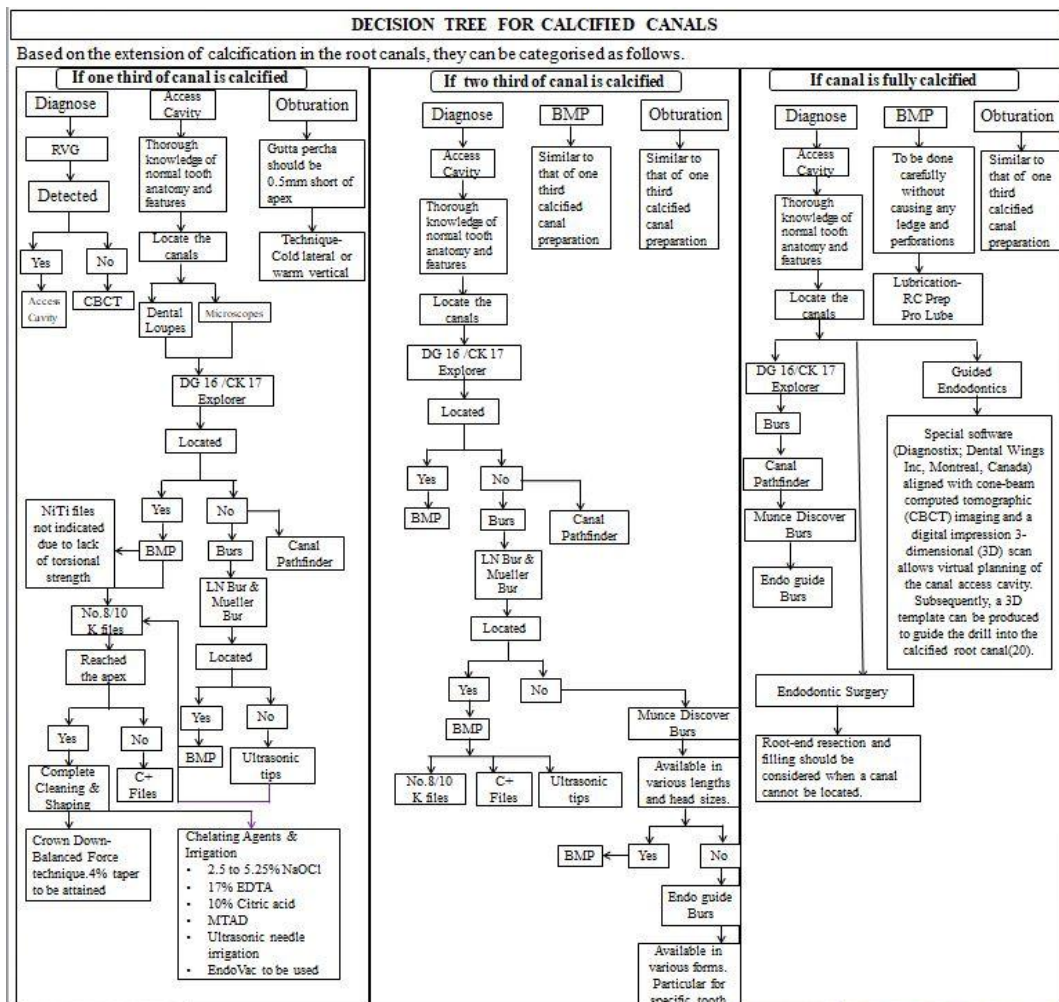 DECISION TREE FOR CALCIFIED CANALS
Based on the extension of calcification in the root canals, they can be categorised as follows.
If one third of canal is calcified
Diagnose
RVG
Detected
Yes
No
Access
Cavity
CBCT
Access
Cavity
Thorough
knowledge of
normal tooth
anatomy and
features
Locate the
canals
Dental
Loupes
Microscopes
DG 16 /CK 17
Explorer
Located
Yes
No
BMP
NiTi files
not indicated
due to lack
of torsional
strength
Burs
Canal
Pathfinder
LN Bur &
Mueller
Bur
Located
Yes
No
BMP
Ultrasonic
tips
No.8/10
K files
Reached
the apex
Yes
No
Complete
Cleaning &
Shaping
C+
Files
Crown Down-
Balanced Force
technique.4% taper
to be attained
Chelating Agents &
Irrigation
• 2.5 to 5.25% NaOCl
• 17% EDTA
• 10% Citric acid
• MTAD
• Ultrasonic needle
irrigation
• EndoVac to be used
Obturation
Gutta percha
should be
0.5mm short of
apex
Technique-
Cold lateral or
warm vertical
If two third of canal is calcified
Diagnose
Access
Cavity
Thorough
knowledge of
normal tooth
anatomy and
features
Locate the
canals
DG 16 /CK 17
Explorer
Located
Yes
No
BMP
Burs
Canal
Pathfinder
LN Bur &
Mueller
Bur
Located
Yes
No
BMP
No.8/10
K files
C+
Files
Ultrasonic
tips
Munce Discover
Burs
Available in
various lengths
and head sizes.
BMP
Yes
No
Endo guide
Burs
Available in
various forms.
Particular for
specific tooth
BMP
Similar to
that of one
third
calcified
canal
preparation
Obturation
Similar to
that of one
third
calcified
canal
preparation
If canal is fully calcified
Diagnose
Access
Cavity
Thorough
knowledge of
normal tooth
anatomy and
features
Locate the
canals
DG 16/CK 17
Explorer
Burs
Canal
Pathfinder
Munce Discover
Burs
Endo guide
Burs
BMP
To be done
carefully
without
causing any
ledge and
perforations
Lubrication-
RC Prep
Pro Lube
Obturation
Similar to
that of one
third
calcified
canal
preparation
Guided
Endodontics
Special software
(Diagnostix; Dental Wings
Inc, Montreal, Canada)
aligned with cone-beam
computed tomographic
(CBCT) imaging and a
digital impression 3-
dimensional (3D) scan
allows virtual planning of
the canal access cavity.
Subsequently, a 3D
template can be produced
to guide the drill into the
calcified root canal(20).
Endodontic Surgery
Root-end resection and
filling should be
considered when a canal
cannot be located.